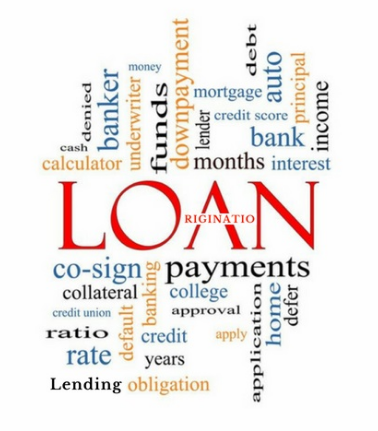 money
banker
denied
cash
calculator
underwriter
funds
downpayment
lender
mortgage
credit score
debt
auto
principal
income
bank
months
interest
LOAN
RIGINATIO
co-sign
payments
collateral
banking
college
credit union
approval
ratio
default
credit
apply
application
home
defer
rate
years
Lending
obligation